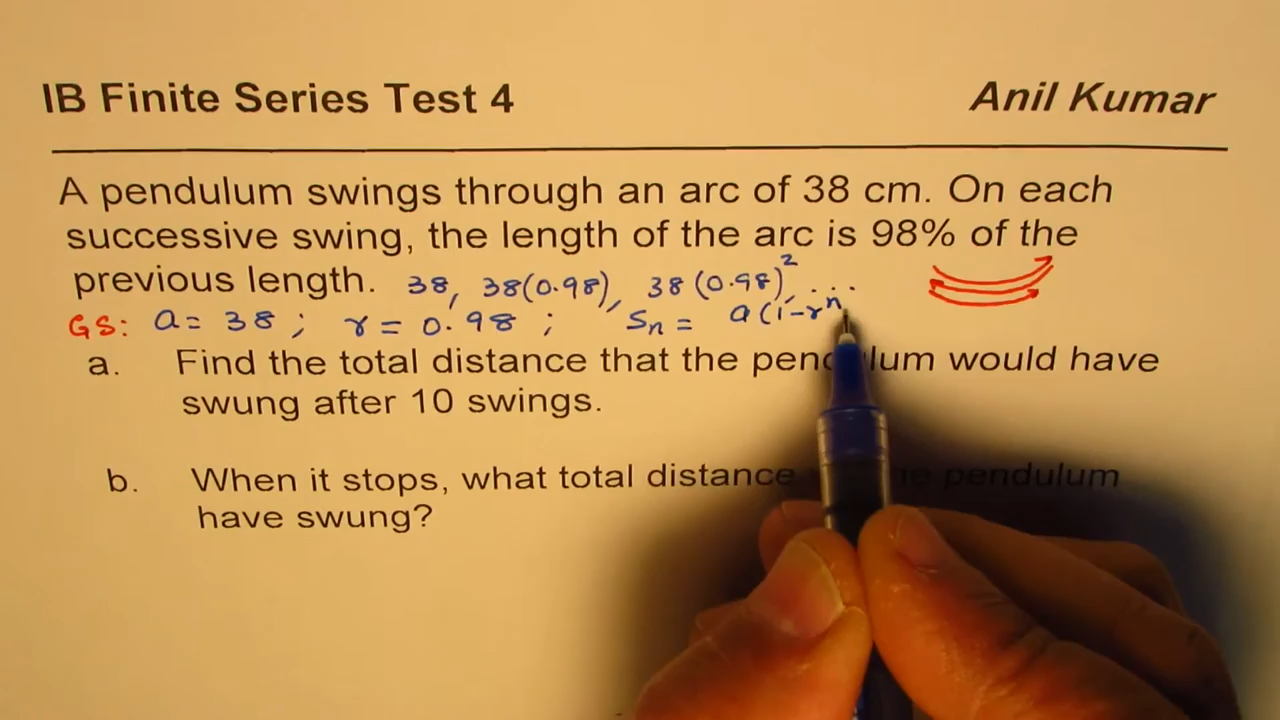 IB Finite Series Test 4 Anil Kumar
A pendulum swings through an arc of 38 cm. On each
successive swing, the length of the arc is 98% of the
previous length. 38, 38(0.98), 38(0.98)², ...
GS: a = 38 ; r = 0.98 ; Sn = a(1-rⁿ
a. Find the total distance that the pendulum would have
swung after 10 swings.
b. When it stops, what total distance pendulum
have swung?